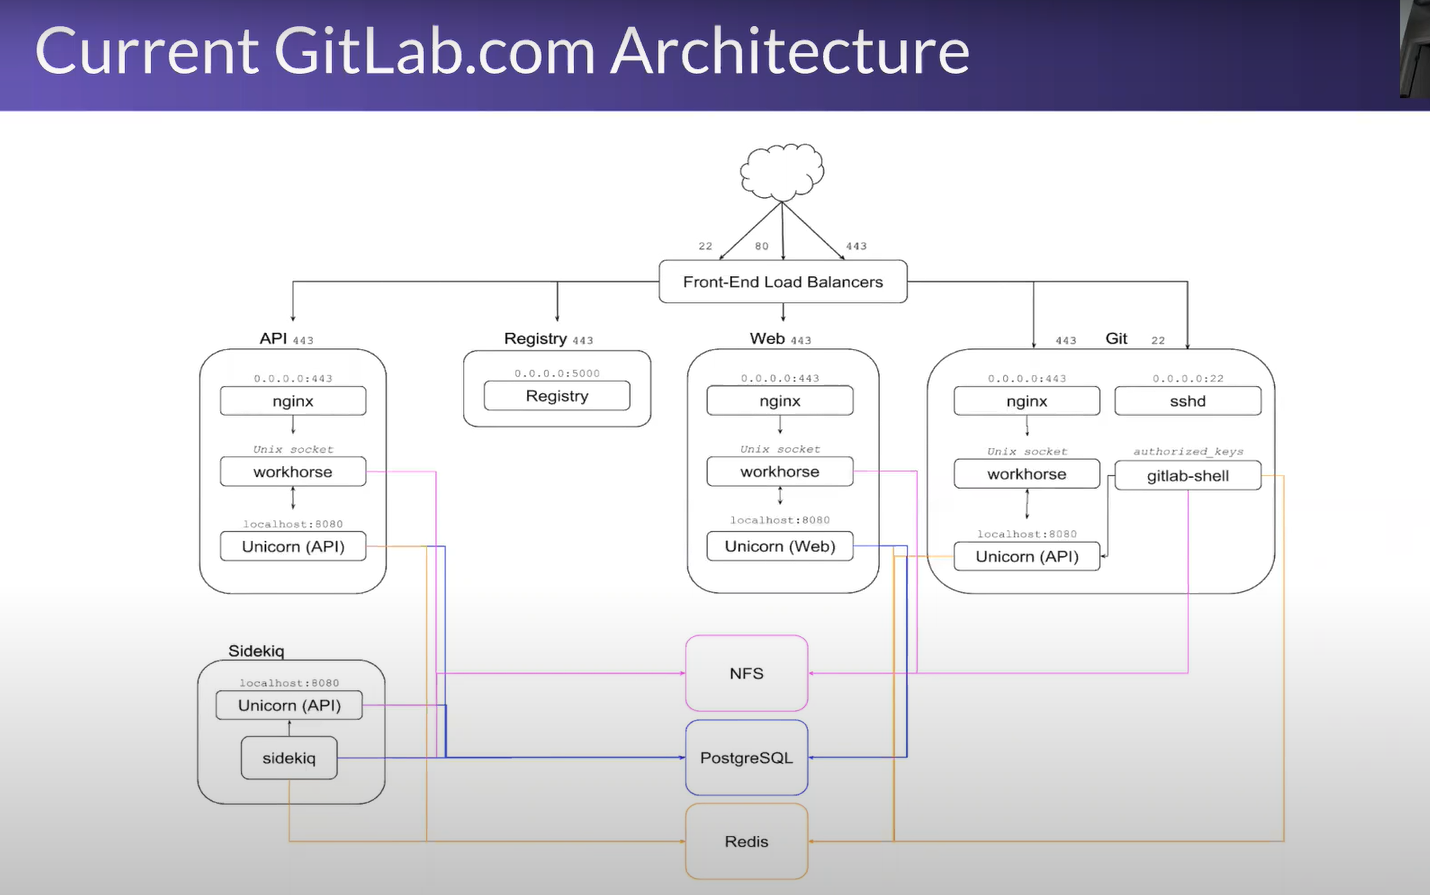 Current GitLab.com Architecture
22
80
443
Front-End Load Balancers
API 443
0.0.0.0:443
nginx
Unix socket
workhorse
localhost:8080
Unicorn (API)
Registry 443
0.0.0.0:5000
Registry
Web 443
0.0.0.0:443
nginx
Unix socket
workhorse
localhost:8080
Unicorn (Web)
443 Git 22
0.0.0.0:443
nginx
Unix socket
workhorse
localhost:8080
Unicorn (API)
0.0.0.0:22
sshd
authorized_keys
gitlab-shell
Sidekiq
localhost:8080
Unicorn (API)
sidekiq
NFS
PostgreSQL
Redis